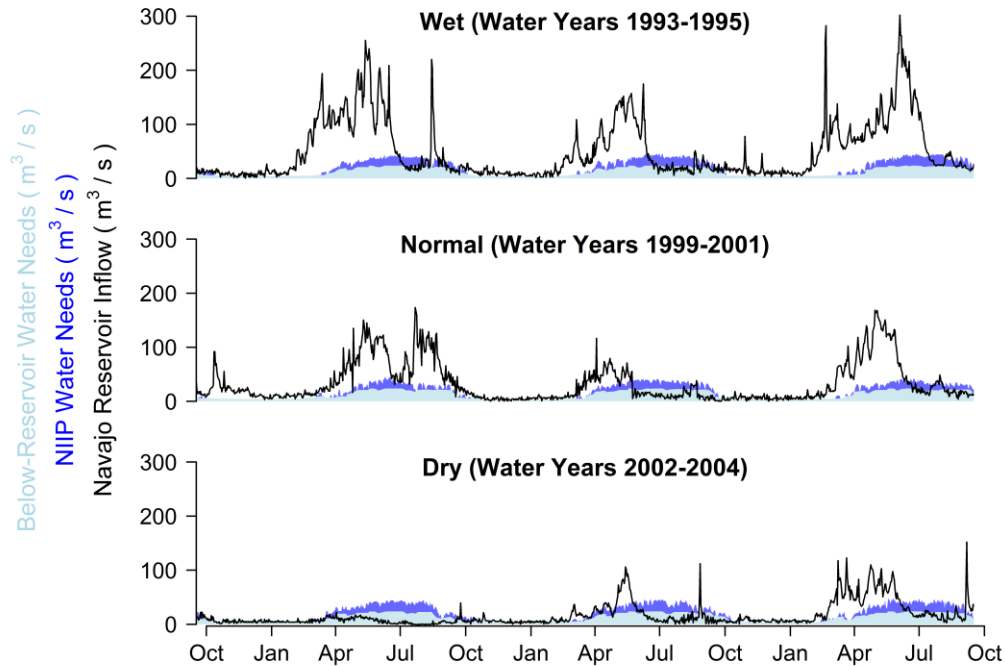 Below-Reservoir Water Needs ( m³ / s )
NIIP Water Needs ( m³ / s )
Navajo Reservoir Inflow ( m³ / s )
Wet (Water Years 1993-1995)
300
200
100
0
Normal (Water Years 1999-2001)
300
200
100
0
Dry (Water Years 2002-2004)
300
200
100
0
Oct Jan Apr Jul Oct Jan Apr Jul Oct Jan Apr Jul Oct